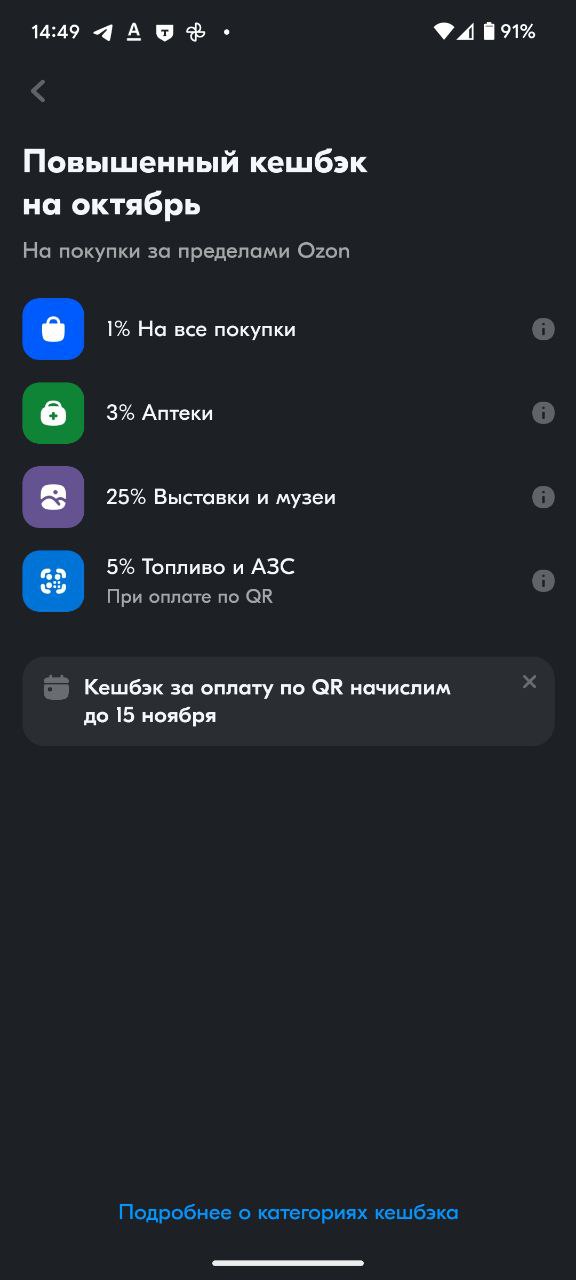 14:49
91%
Повышенный кешбэк
на октябрь
На покупки за пределами Ozon
1% На все покупки
3% Аптеки
25% Выставки и музеи
5% Топливо и АЗС
При оплате по QR
Кешбэк за оплату по QR начислим
до 15 ноября
Подробнее о категориях кешбэка